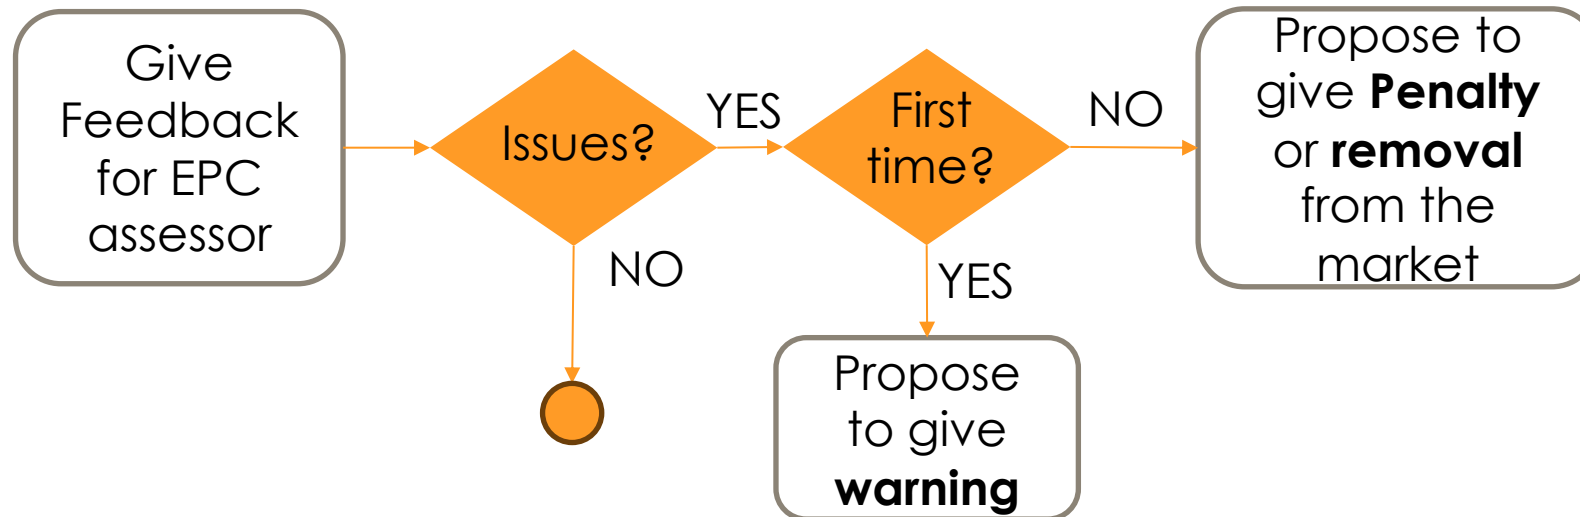 Give
Feedback
for EPC
assessor
Issues?
YES
NO
First
time?
NO
YES
Propose to
give Penalty
or removal
from the
market
Propose
to give
warning